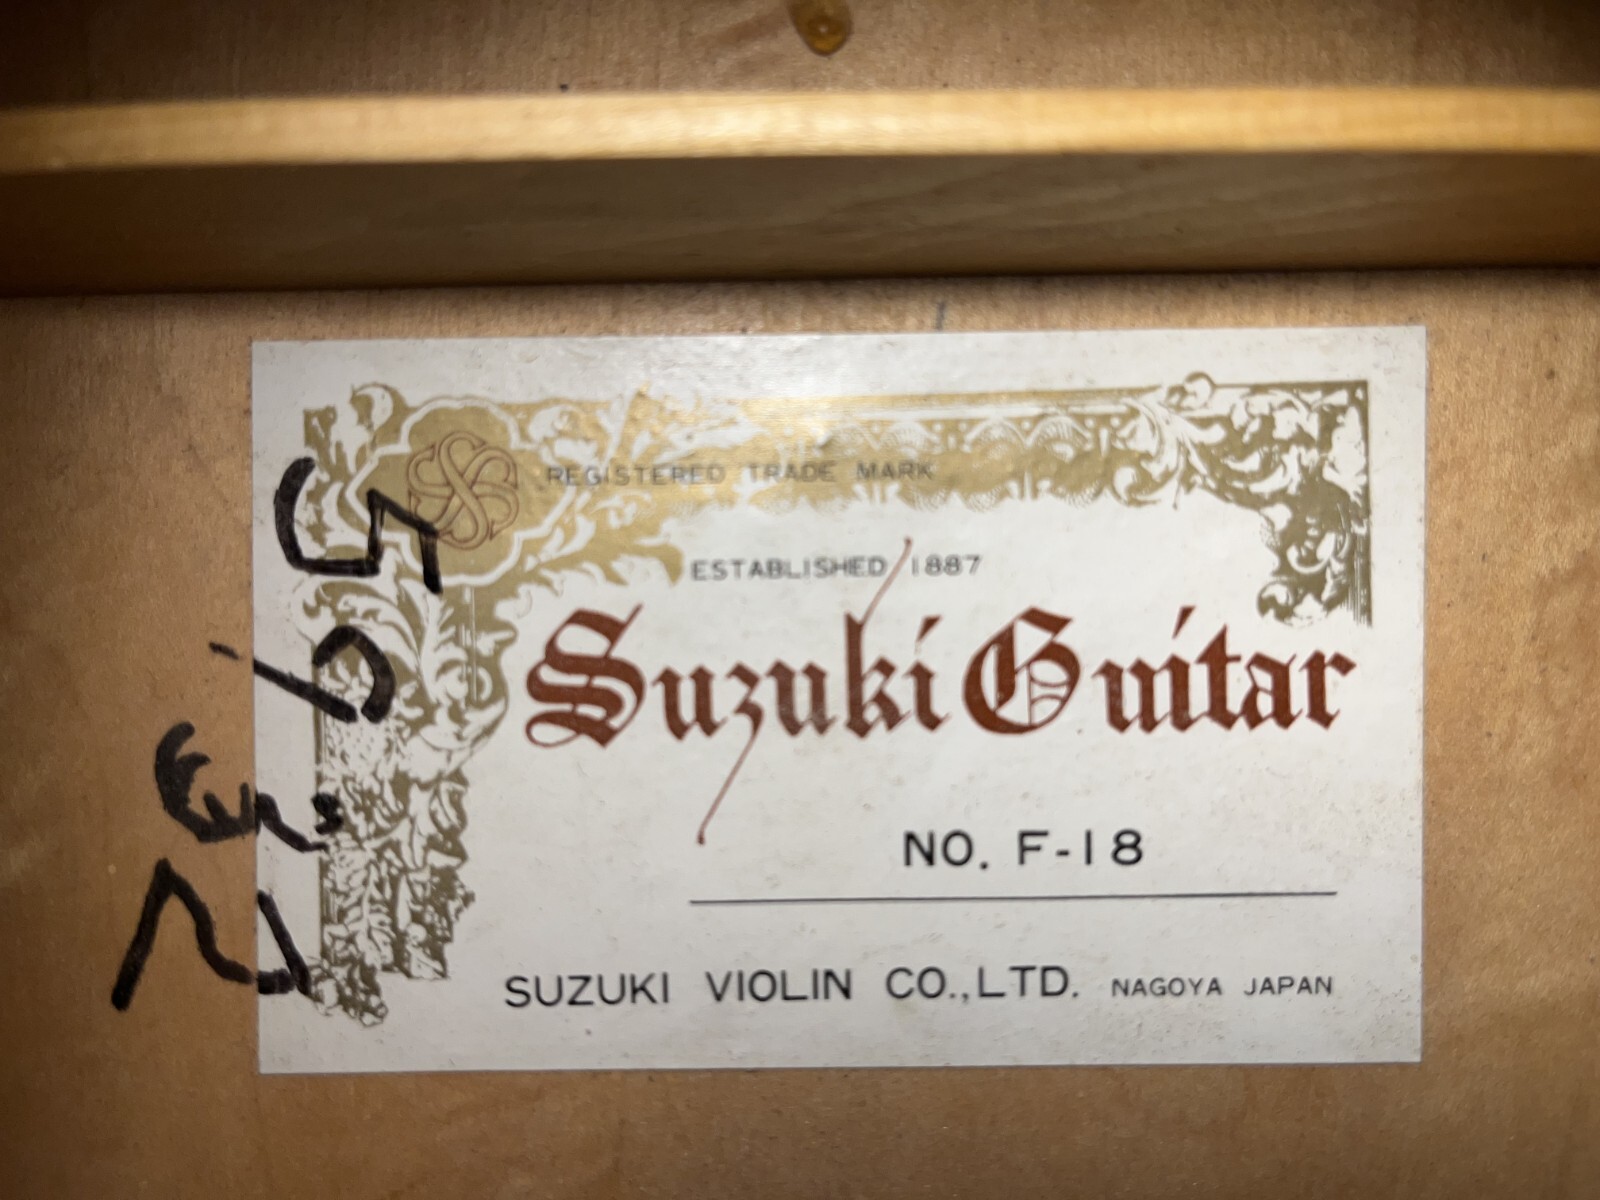 REGISTERED TRADE MARK
ESTABLISHED 1887
Suzuki Guitar
NO. F-18
SUZUKI VIOLIN CO., LTD. NAGOYA JAPAN